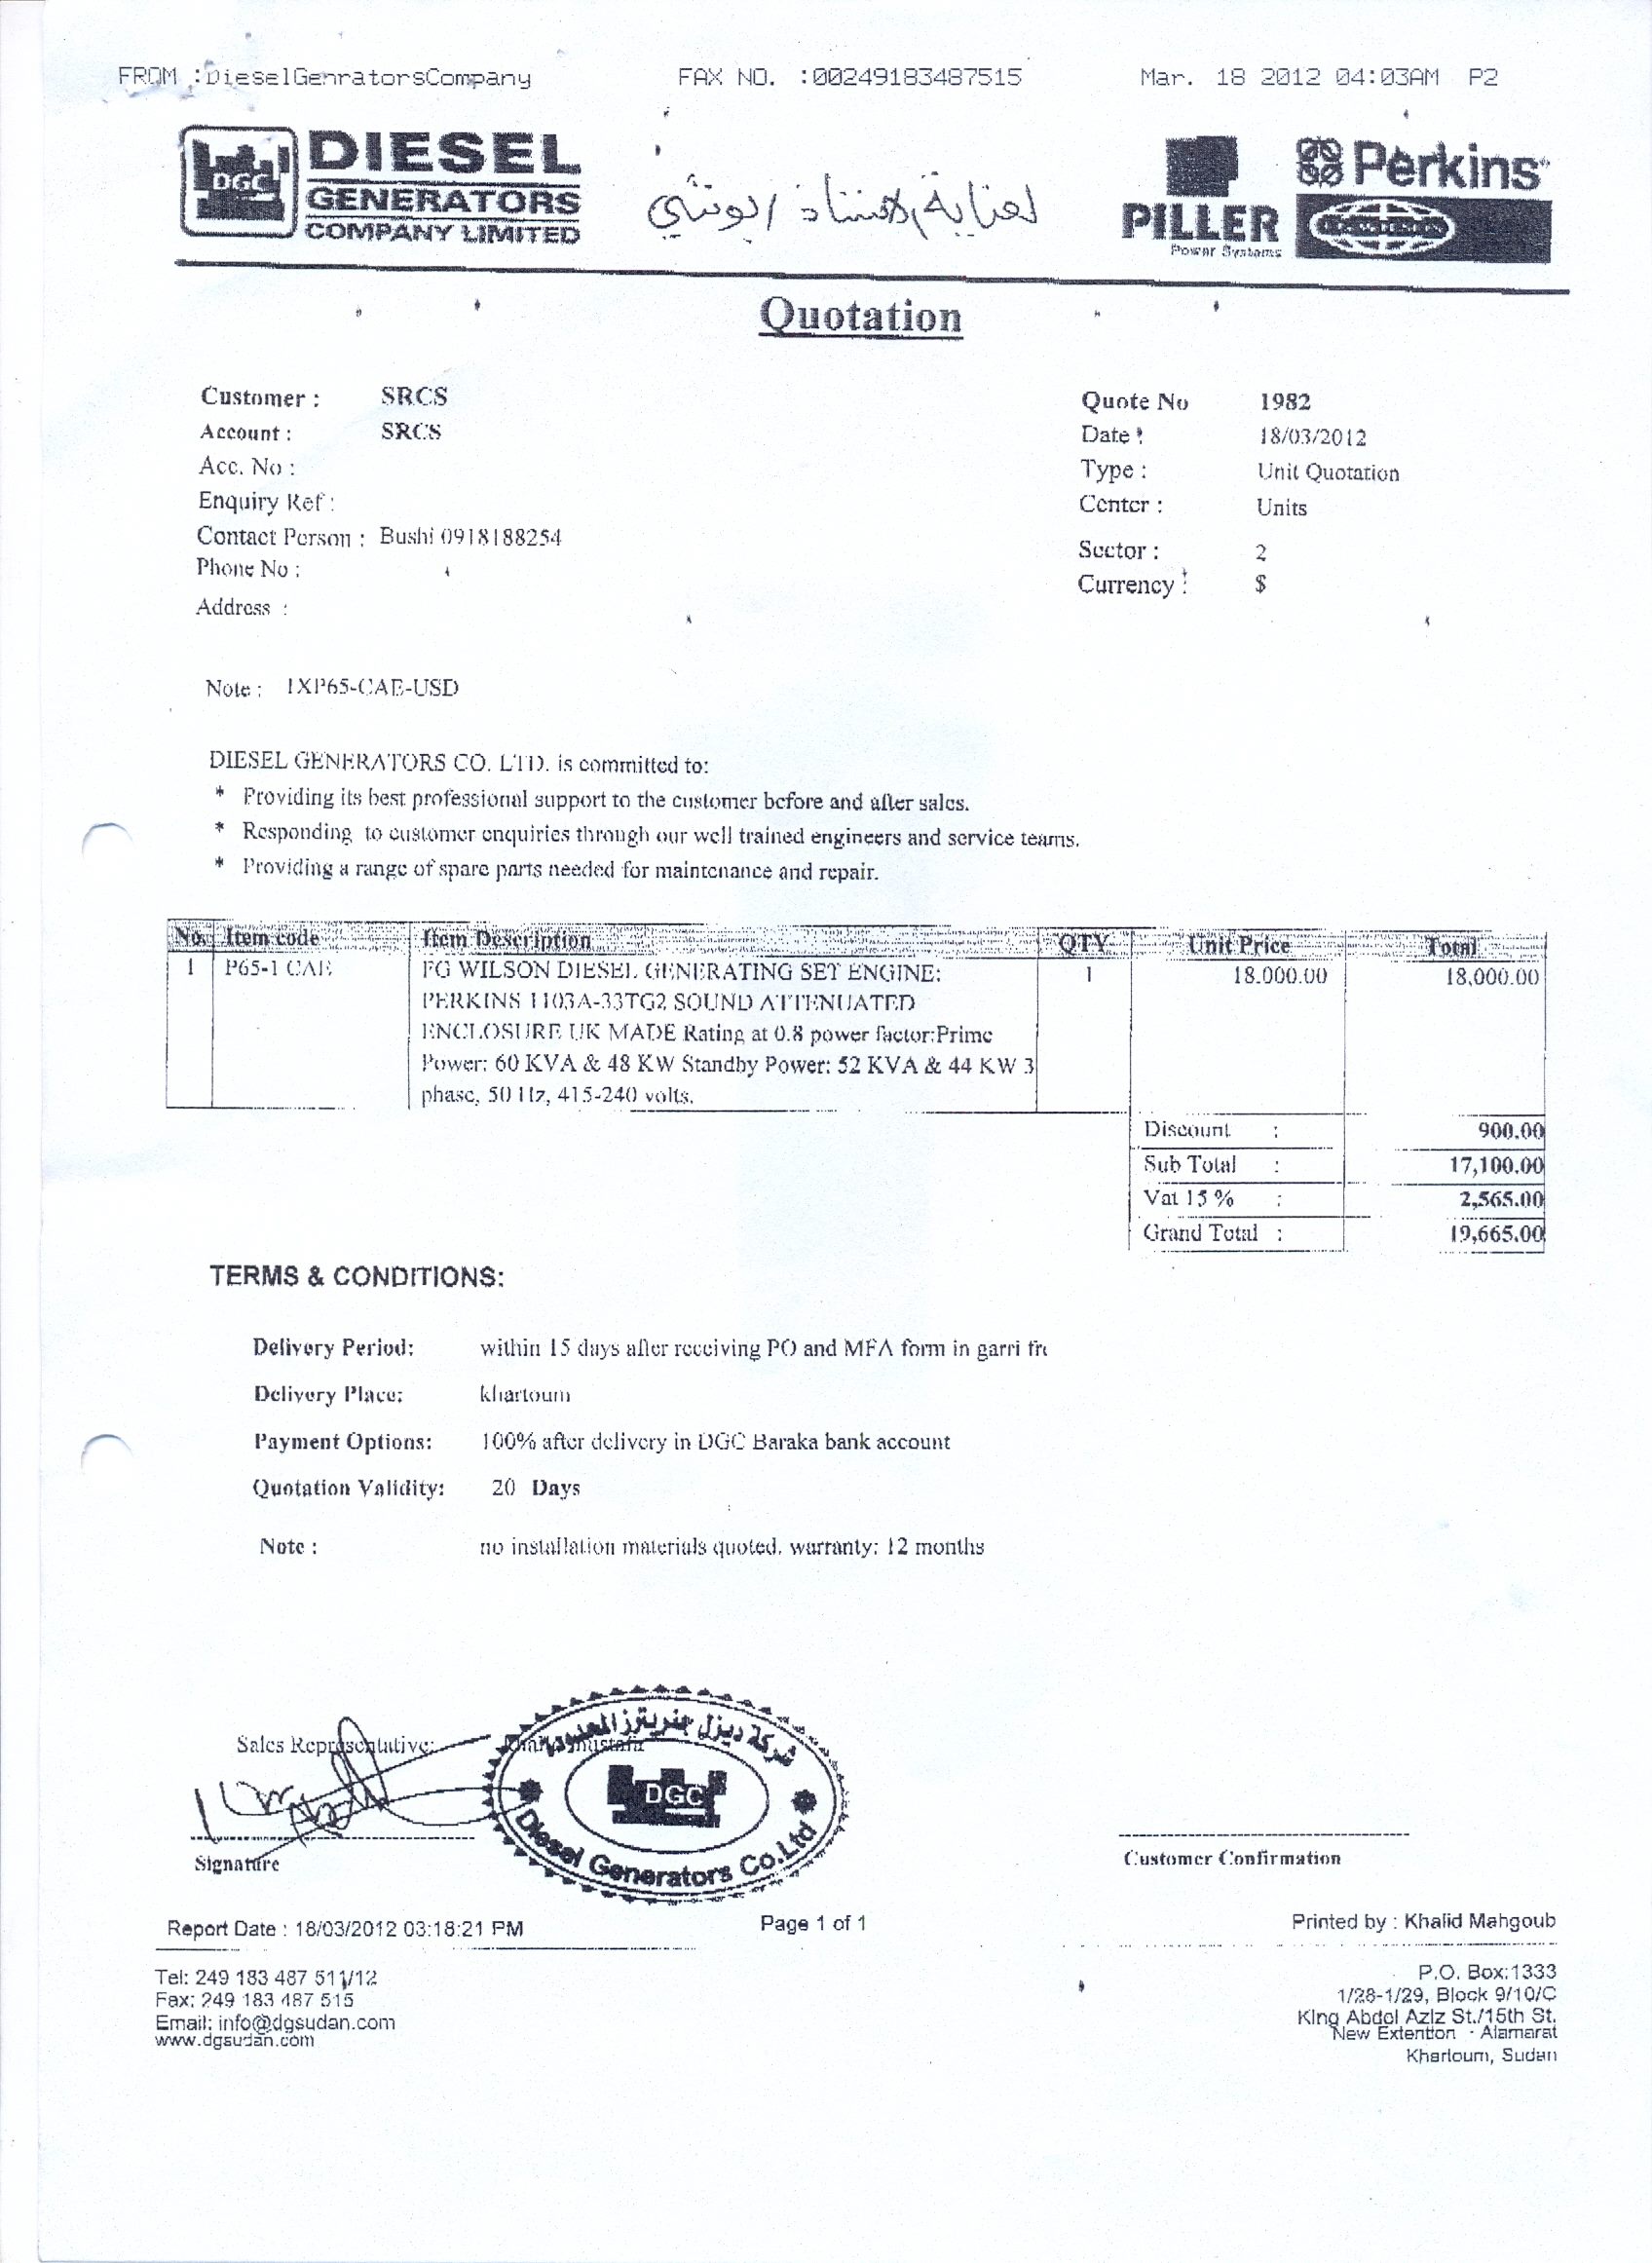 FROM :DieselGenratorsCompany FAX NO. :00249183487515 Mar. 18 2012 04:03AM P2
DGC DIESEL GENERATORS COMPANY LIMITED
PILLER Power Systems
Perkins
Quotation
Customer : SRCS
Account : SRCS
Acc. No :
Enquiry Ref :
Contact Person : Bushi 0918188254
Phone No :
Address :
Quote No 1982
Date : 18/03/2012
Type : Unit Quotation
Center : Units
Sector : 2
Currency : $
Note : 1XP65-CAE-USD
DIESEL GENERATORS CO. LTD. is committed to:
* Providing its best professional support to the customer before and after sales.
* Responding to customer enquiries through our well trained engineers and service teams.
* Providing a range of spare parts needed for maintenance and repair.
No. Item code Item Description QTY Unit Price Total
1 P65-1 CAE FG WILSON DIESEL GENERATING SET ENGINE: 1 18.000.00 18,000.00
PERKINS 1103A-33TG2 SOUND ATTENUATED
ENCLOSURE UK MADE Rating at 0.8 power factor:Prime
Power: 60 KVA & 48 KW Standby Power: 52 KVA & 44 KW 3
phase, 50 Hz, 415-240 volts.
Discount : 900.00
Sub Total : 17,100.00
Vat 15 % : 2,565.00
Grand Total : 19,665.00
TERMS & CONDITIONS:
Delivery Period: within 15 days after receiving PO and MFA form in garri fr
Delivery Place: khartoum
Payment Options: 100% after delivery in DGC Baraka bank account
Quotation Validity: 20 Days
Note : no installation materials quoted. warranty: 12 months
Sales Representative: mustafa
شركة ديزل جنريترز المحدودة
DGC
Diesel Generators Co.Ltd
Signature
Customer Confirmation
Report Date : 18/03/2012 03:18:21 PM Page 1 of 1 Printed by : Khalid Mahgoub
Tel: 249 183 487 511/12
Fax: 249 183 487 515
Email: info@dgsudan.com
www.dgsudan.com
P.O. Box:1333
1/28-1/29, Block 9/10/C
King Abdel Aziz St./15th St.
New Extention - Alamarat
Khartoum, Sudan